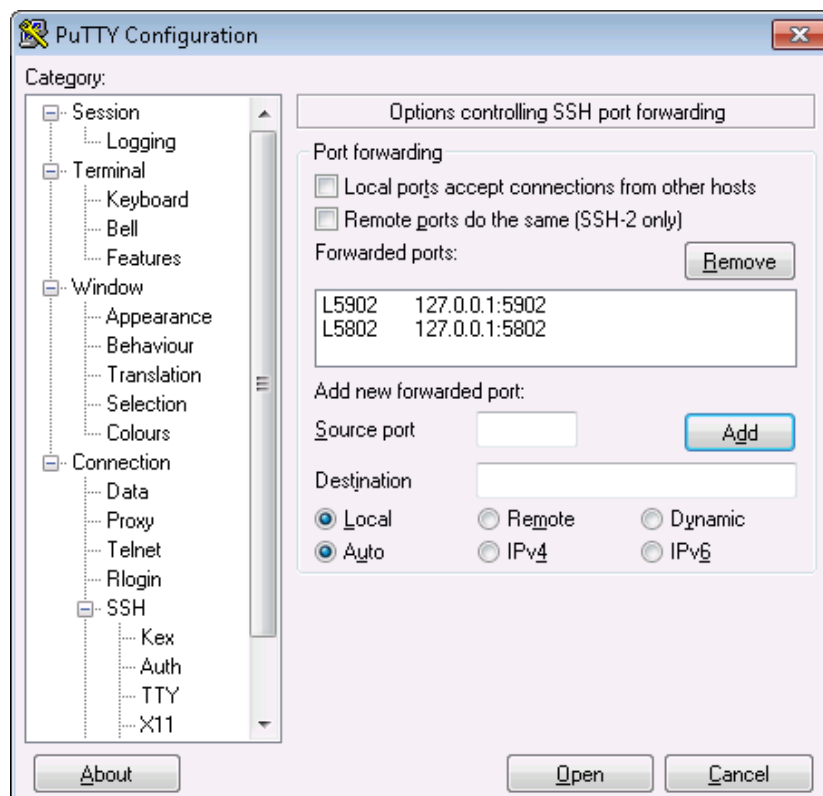 PuTTY Configuration
Category:
Session
Logging
Terminal
Keyboard
Bell
Features
Window
Appearance
Behaviour
Translation
Selection
Colours
Connection
Data
Proxy
Telnet
Rlogin
SSH
Kex
Auth
TTY
X11
Options controlling SSH port forwarding
Port forwarding
Local ports accept connections from other hosts
Remote ports do the same (SSH-2 only)
Forwarded ports:
Remove
L5902 127.0.0.1:5902
L5802 127.0.0.1:5802
Add new forwarded port:
Source port
Add
Destination
Local Remote Dynamic
Auto IPv4 IPv6
About Open Cancel